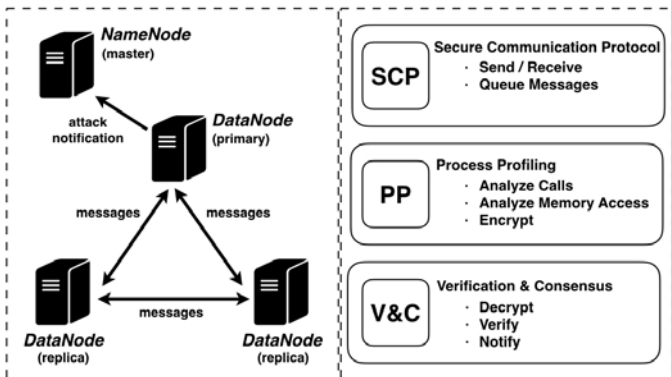 NameNode
(master)
attack
notification
DataNode
(primary)
messages
messages
messages
DataNode
(replica)
DataNode
(replica)
SCP
Secure Communication Protocol
· Send / Receive
· Queue Messages
PP
Process Profiling
· Analyze Calls
· Analyze Memory Access
· Encrypt
V&C
Verification & Consensus
· Decrypt
· Verify
· Notify